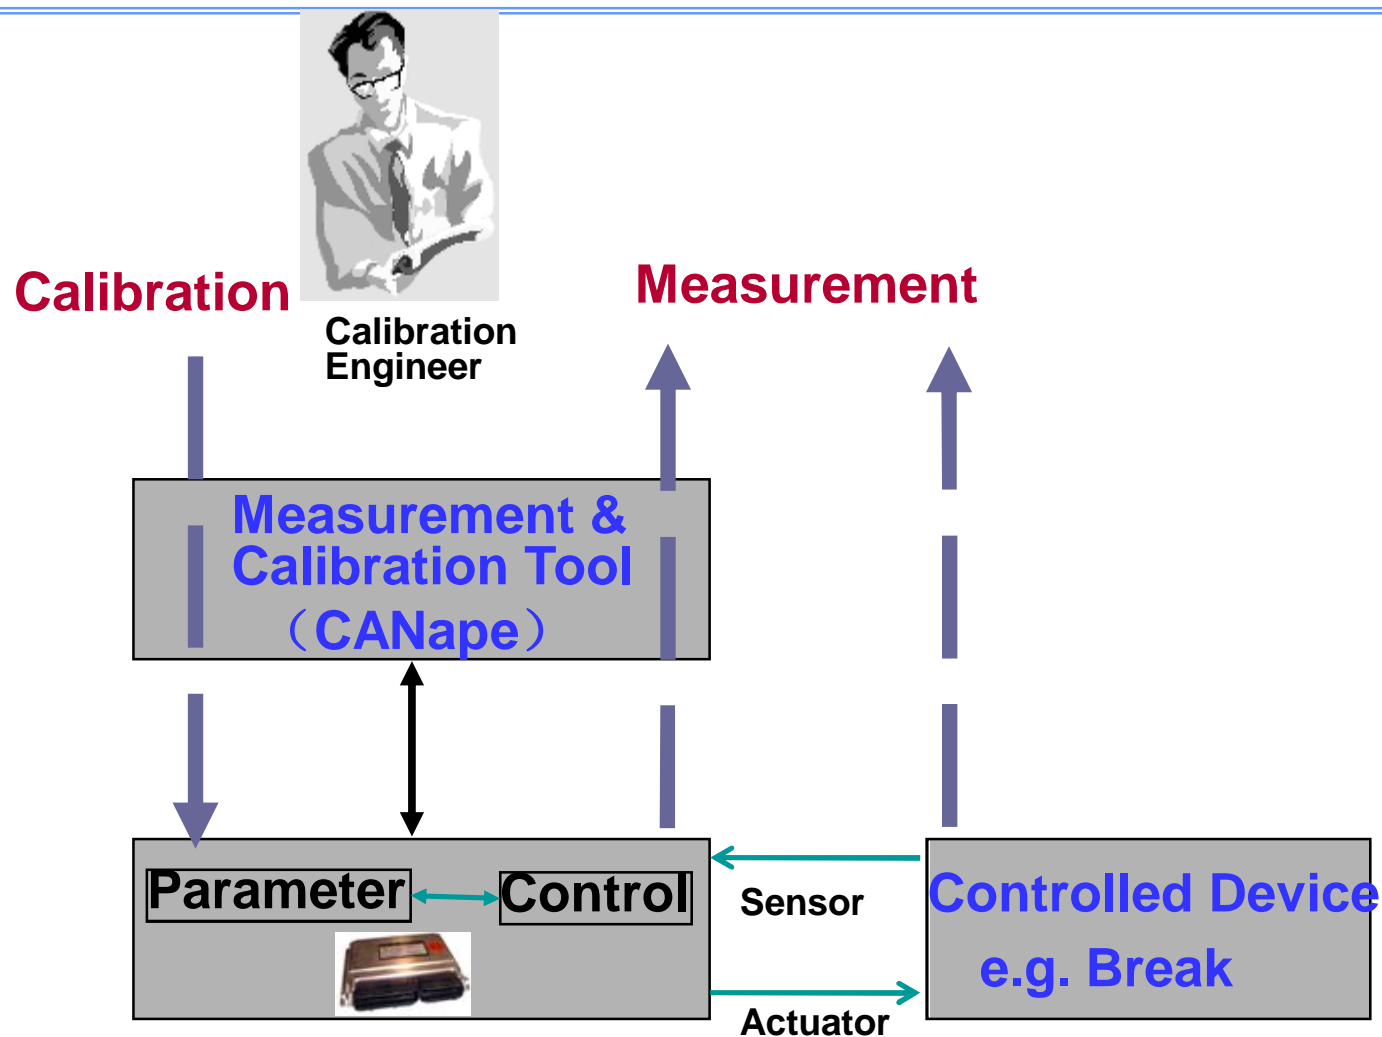 Calibration
Calibration
Engineer
Measurement
Measurement &
Calibration Tool
（CANape）
Parameter
Control
Sensor
Actuator
Controlled Device
e.g. Break